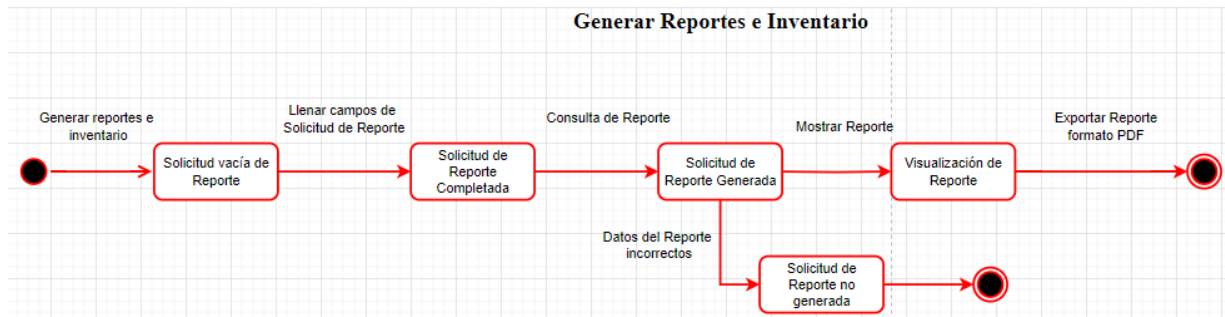 Generar Reportes e Inventario
Generar reportes e
inventario
Solicitud vacía de
Reporte
Llenar campos de
Solicitud de Reporte
Solicitud de
Reporte
Completada
Consulta de Reporte
Solicitud de
Reporte Generada
Mostrar Reporte
Visualización de
Reporte
Exportar Reporte
formato PDF
Datos del Reporte
incorrectos
Solicitud de
Reporte no
generada